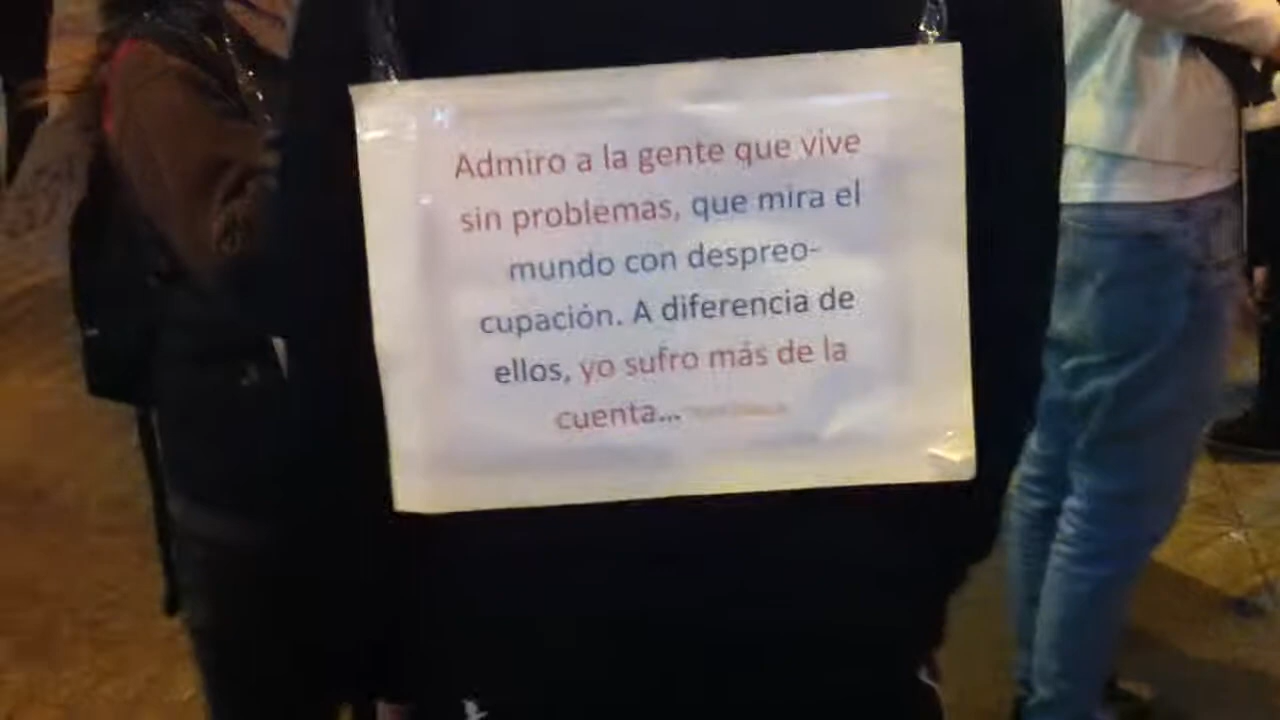 Admiro a la gente que vive
sin problemas, que mira el
mundo con despreo-
cupación. A diferencia de
ellos, yo sufro más de la
cuenta...